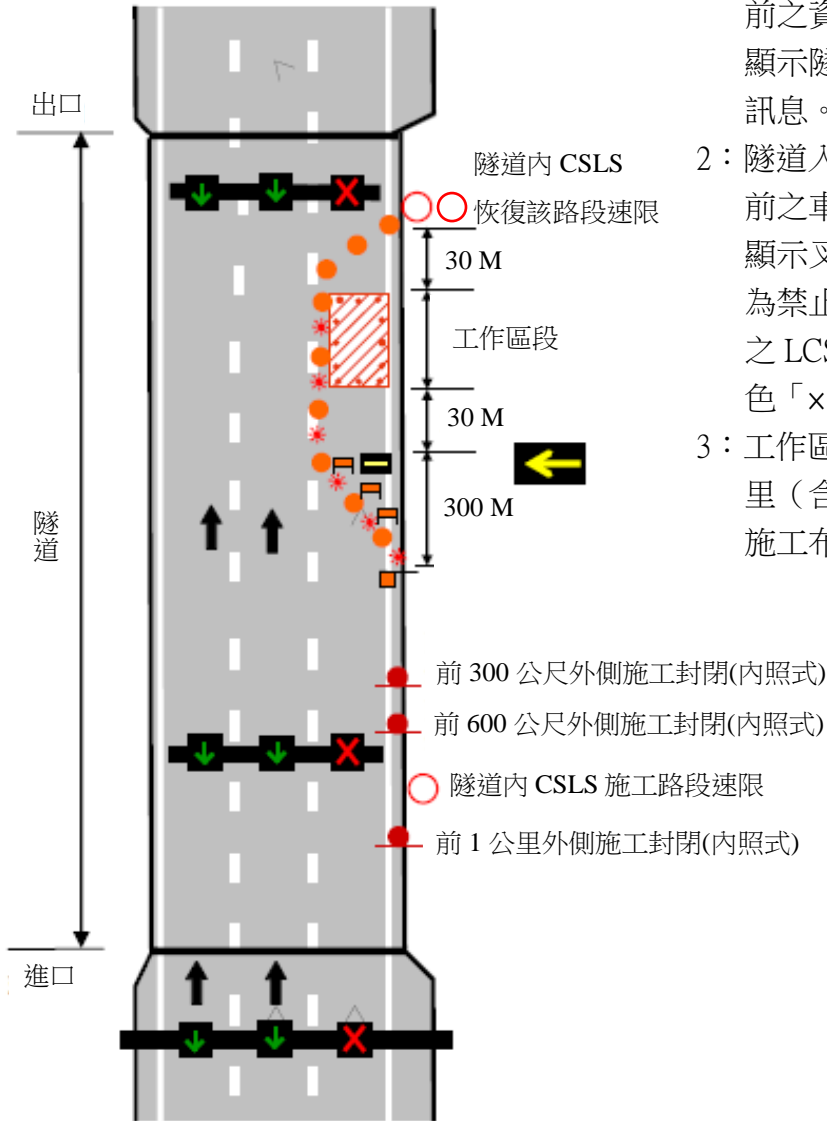 前之資
顯示隧
訊息。
2：隧道入
前之車
顯示叉
為禁止
之 LCS
色「×
3：工作區
里（合
施工布
出口
隧道內 CSLS
恢復該路段速限
30 M
工作區段
30 M
300 M
隧道
前 300 公尺外側施工封閉(內照式)
前 600 公尺外側施工封閉(內照式)
隧道內 CSLS 施工路段速限
前 1 公里外側施工封閉(內照式)
進口